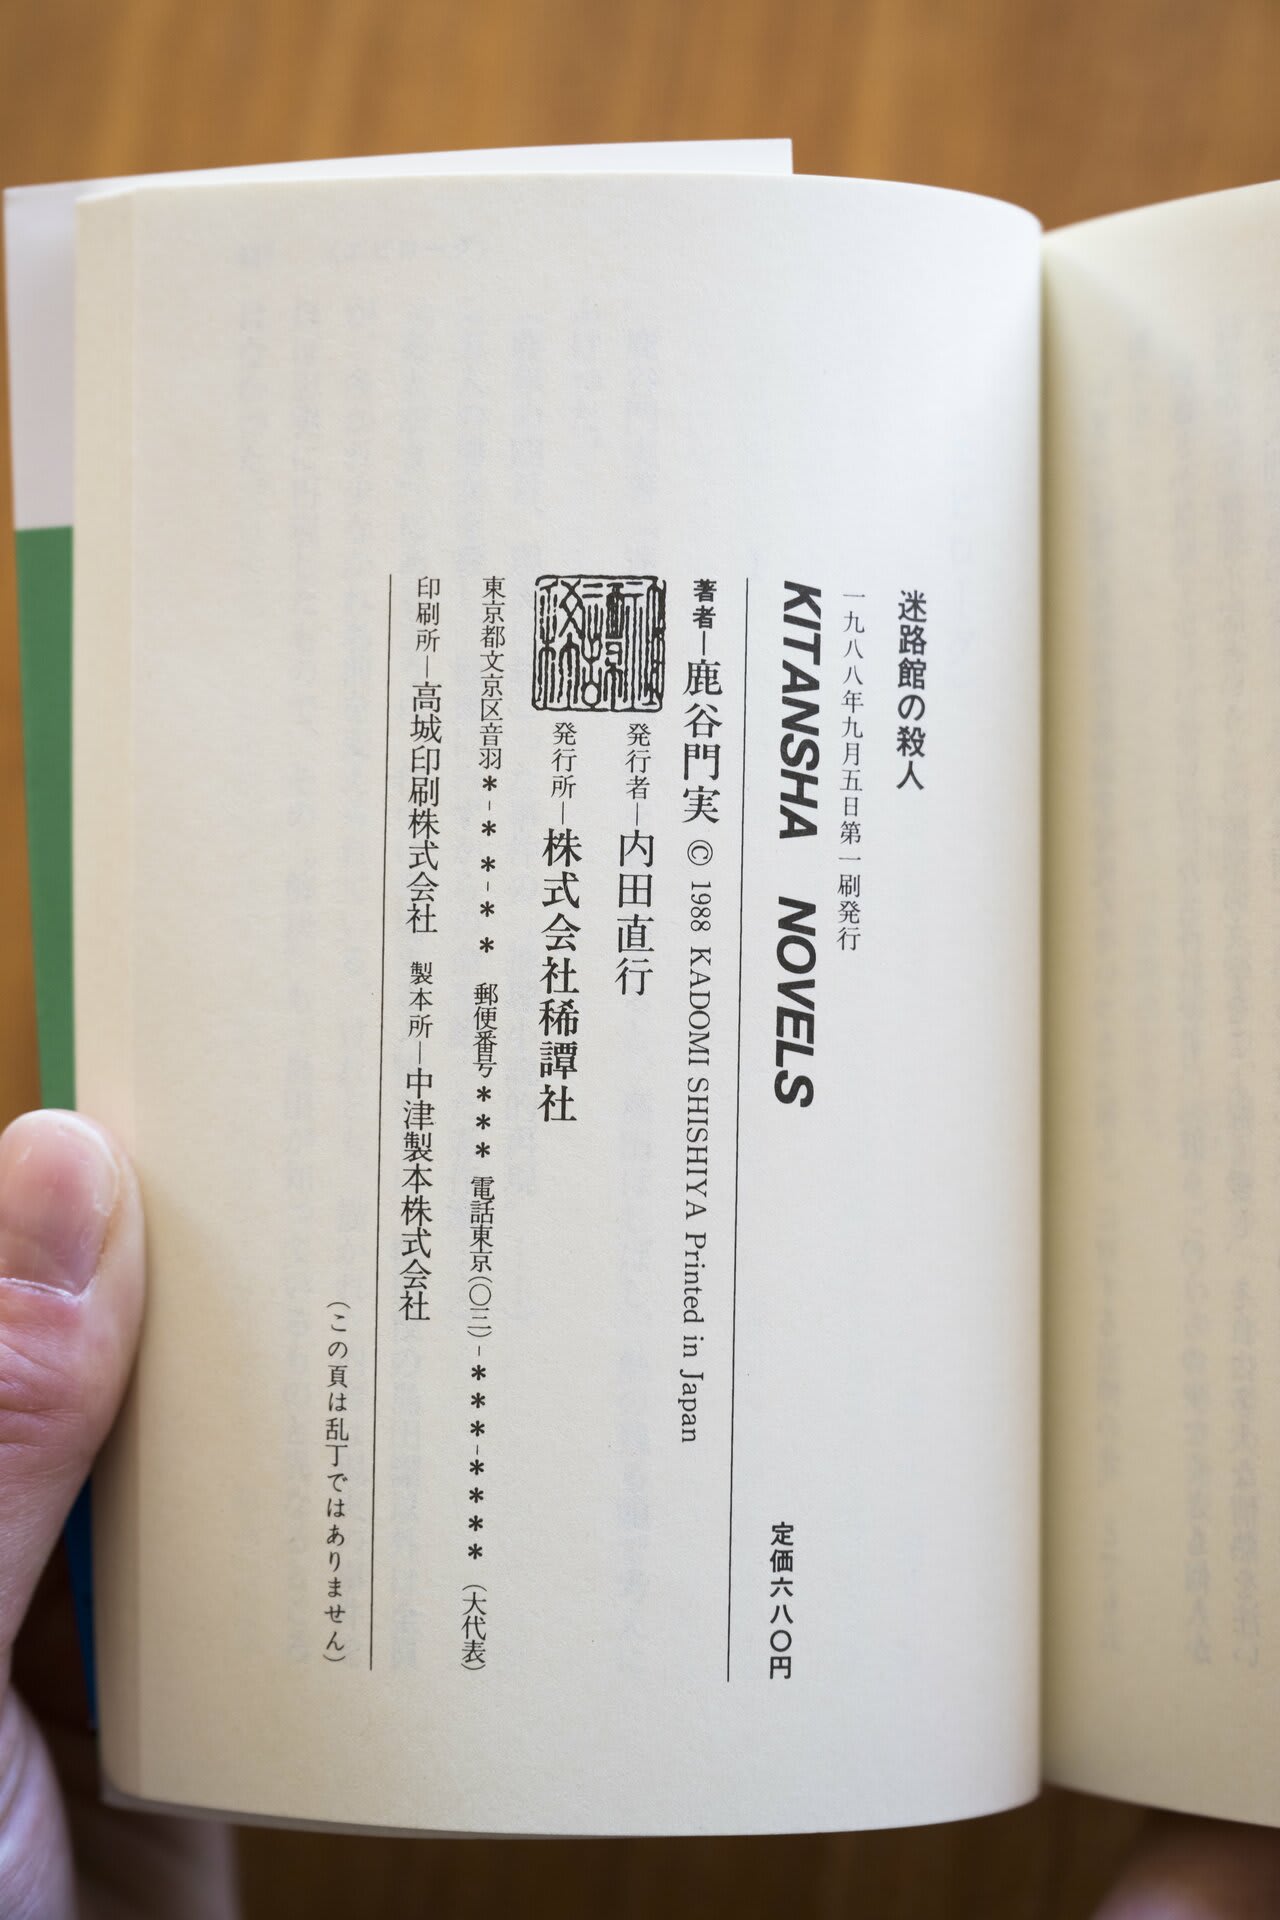 迷路館の殺人
一九八八年九月五日第一刷発行
KITANSHA NOVELS 定価六八〇円
著者―鹿谷門実 © 1988 KADOMI SHISHIYA Printed in Japan
発行者―内田直行
発行所―株式会社稀譚社
東京都文京区音羽*-**-** 郵便番号*** 電話東京(〇三)-***-**** (大代表)
印刷所―高城印刷株式会社 製本所―中津製本株式会社
(この頁は乱丁ではありません)